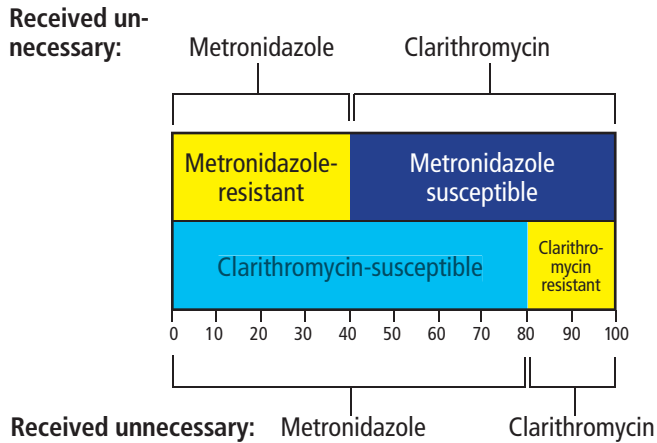 Received un-
necessary:
Metronidazole Clarithromycin
Metronidazole-
resistant
Metronidazole
susceptible
Clarithromycin-susceptible
Clarithro-
mycin
resistant
0 10 20 30 40 50 60 70 80 90 100
Received unnecessary: Metronidazole Clarithromycin